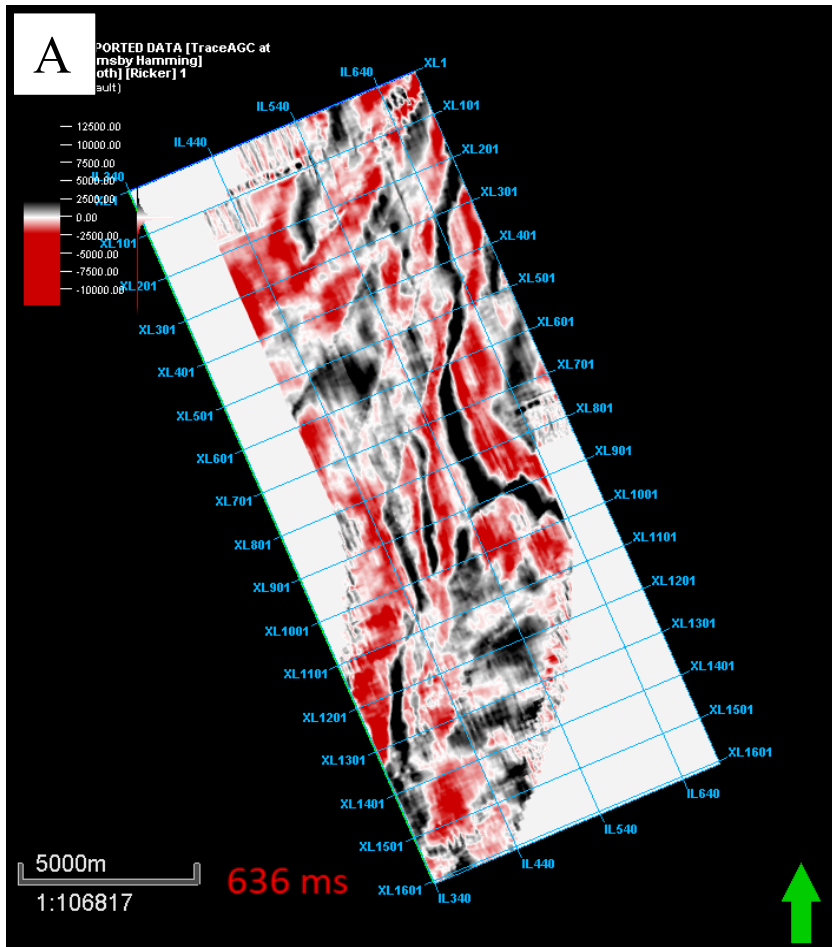 A
PORTED DATA [TraceAGC at
msby Hamming]
oth] [Ricker] 1
ault)
12500.00
10000.00
7500.00
5000.00
2500.00
0.00
-2500.00
-5000.00
-7500.00
-10000.00
XL1
IL640
XL101
IL540
XL201
IL440
XL301
IL340
XL1
XL401
XL101
XL501
XL201
XL601
XL301
XL701
XL401
XL801
XL501
XL901
XL601
XL1001
XL701
XL1101
XL801
XL1201
XL901
XL1301
XL1001
XL1401
XL1101
XL1501
XL1201
XL1601
XL1301
IL640
XL1401
IL540
XL1501
IL440
XL1601
IL340
5000m
1:106817
636 ms